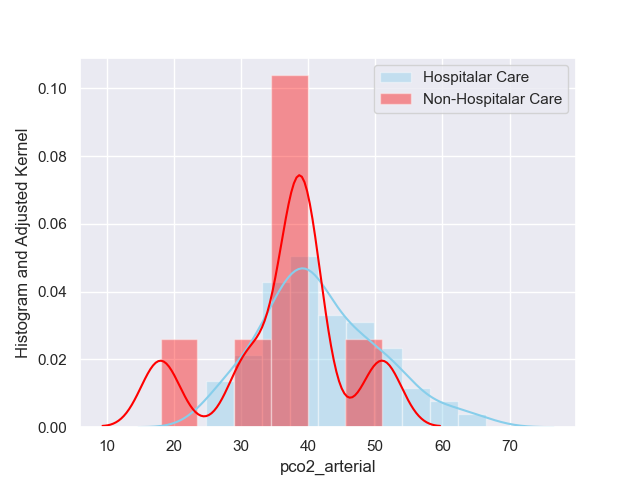 Hospitalar Care
Non-Hospitalar Care
Histogram and Adjusted Kernel
0.10
0.08
0.06
0.04
0.02
0.00
10 20 30 40 50 60 70
pco2_arterial